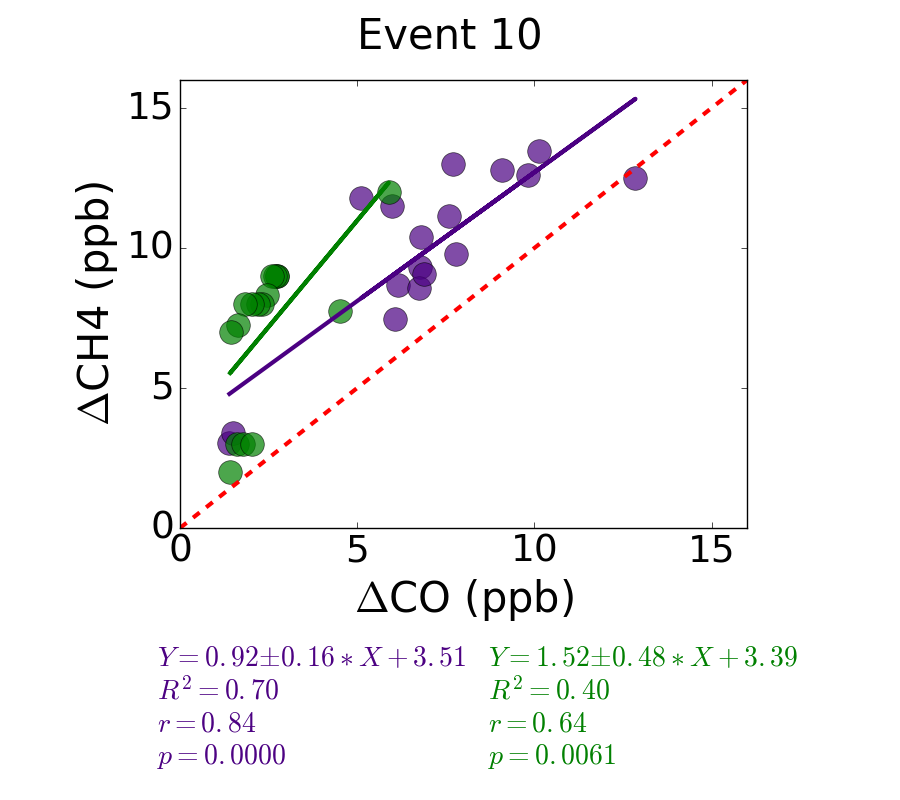 Event 10
15
10
5
0
0 5 10 15
ΔCH4 (ppb)
ΔCO (ppb)
Y = 0.92±0.16 ∗ X + 3.51
R² = 0.70
r = 0.84
p = 0.0000
Y = 1.52±0.48 ∗ X + 3.39
R² = 0.40
r = 0.64
p = 0.0061